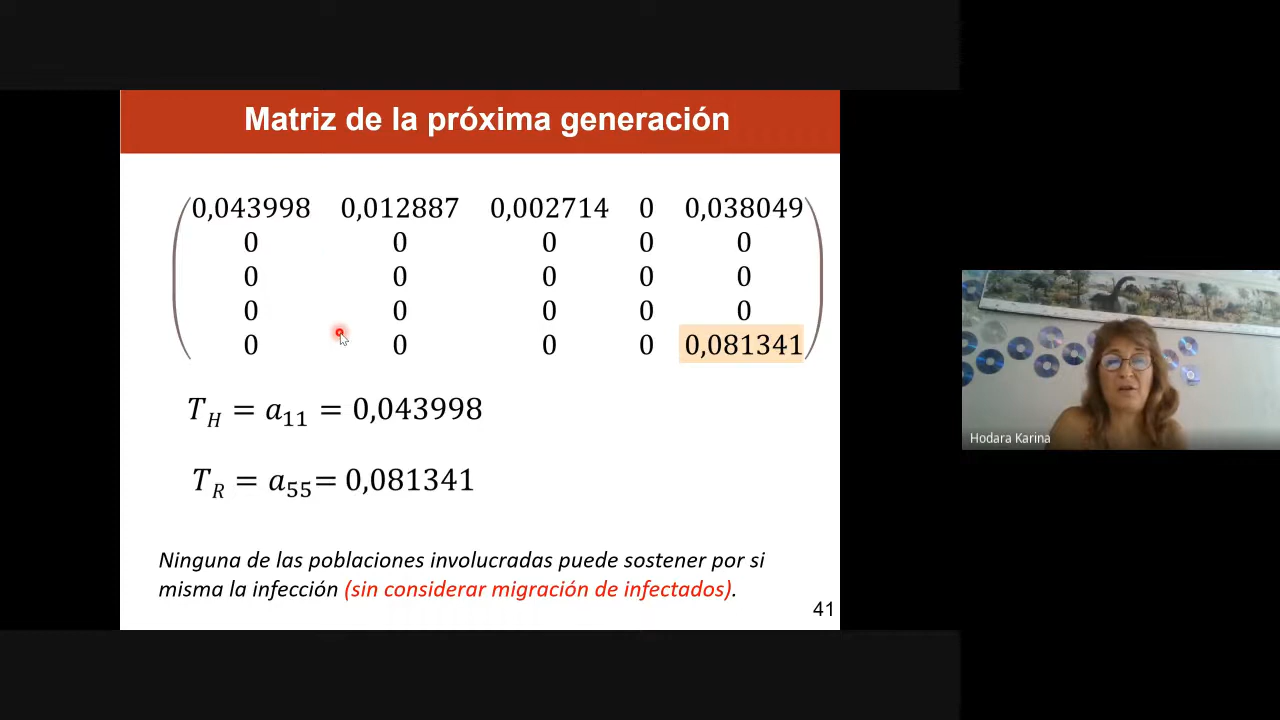 Matriz de la próxima generación
0,043998 0,012887 0,002714 0 0,038049
0 0 0 0 0
0 0 0 0 0
0 0 0 0 0
0 0 0 0 0,081341
T_H = a_11 = 0,043998
T_R = a_55= 0,081341
Ninguna de las poblaciones involucradas puede sostener por si
misma la infección (sin considerar migración de infectados).
41
Hodara Karina